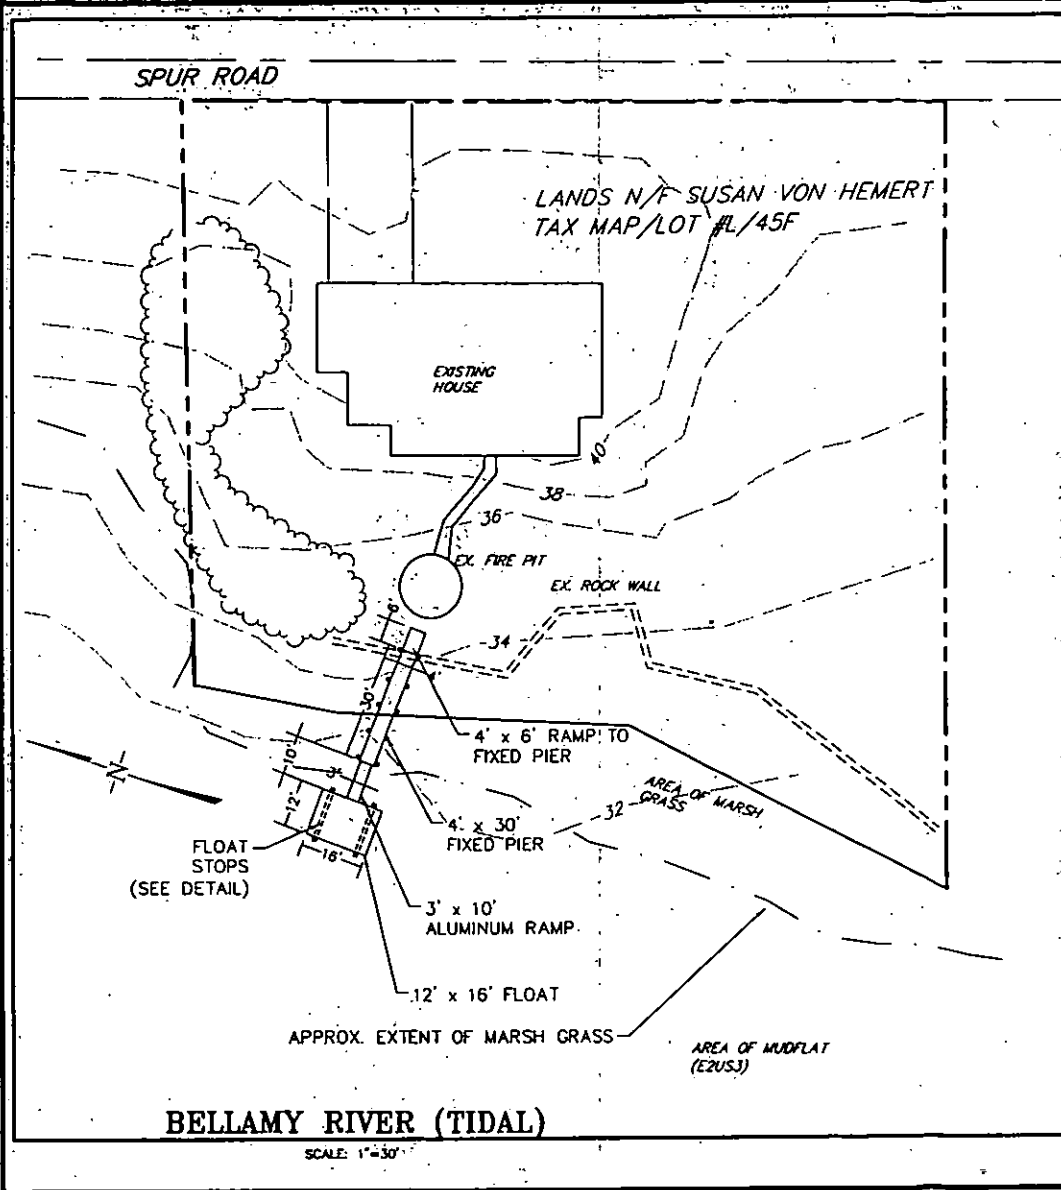 SPUR ROAD
LANDS N/F SUSAN VON HEMERT
TAX MAP/LOT #L/45F
EXISTING
HOUSE
40
38
36
EX. FIRE PIT
EX. ROCK WALL
6'
34
4'
30'
4' x 6' RAMP TO
FIXED PIER
10'
3'
-N-
12'
AREA OF MARSH
GRASS
32
4' x 30'
FIXED PIER
16'
FLOAT
STOPS
(SEE DETAIL)
3' x 10'
ALUMINUM RAMP
12' x 16' FLOAT
APPROX. EXTENT OF MARSH GRASS
AREA OF MUDFLAT
(E2US3)
BELLAMY RIVER (TIDAL)
SCALE: 1"=30'